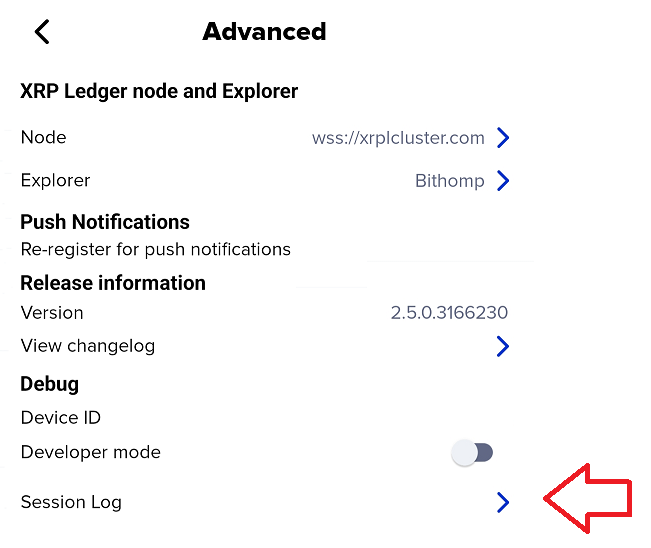 Advanced
XRP Ledger node and Explorer
Node wss://xrplcluster.com
Explorer Bithomp
Push Notifications
Re-register for push notifications
Release information
Version 2.5.0.3166230
View changelog
Debug
Device ID
Developer mode
Session Log